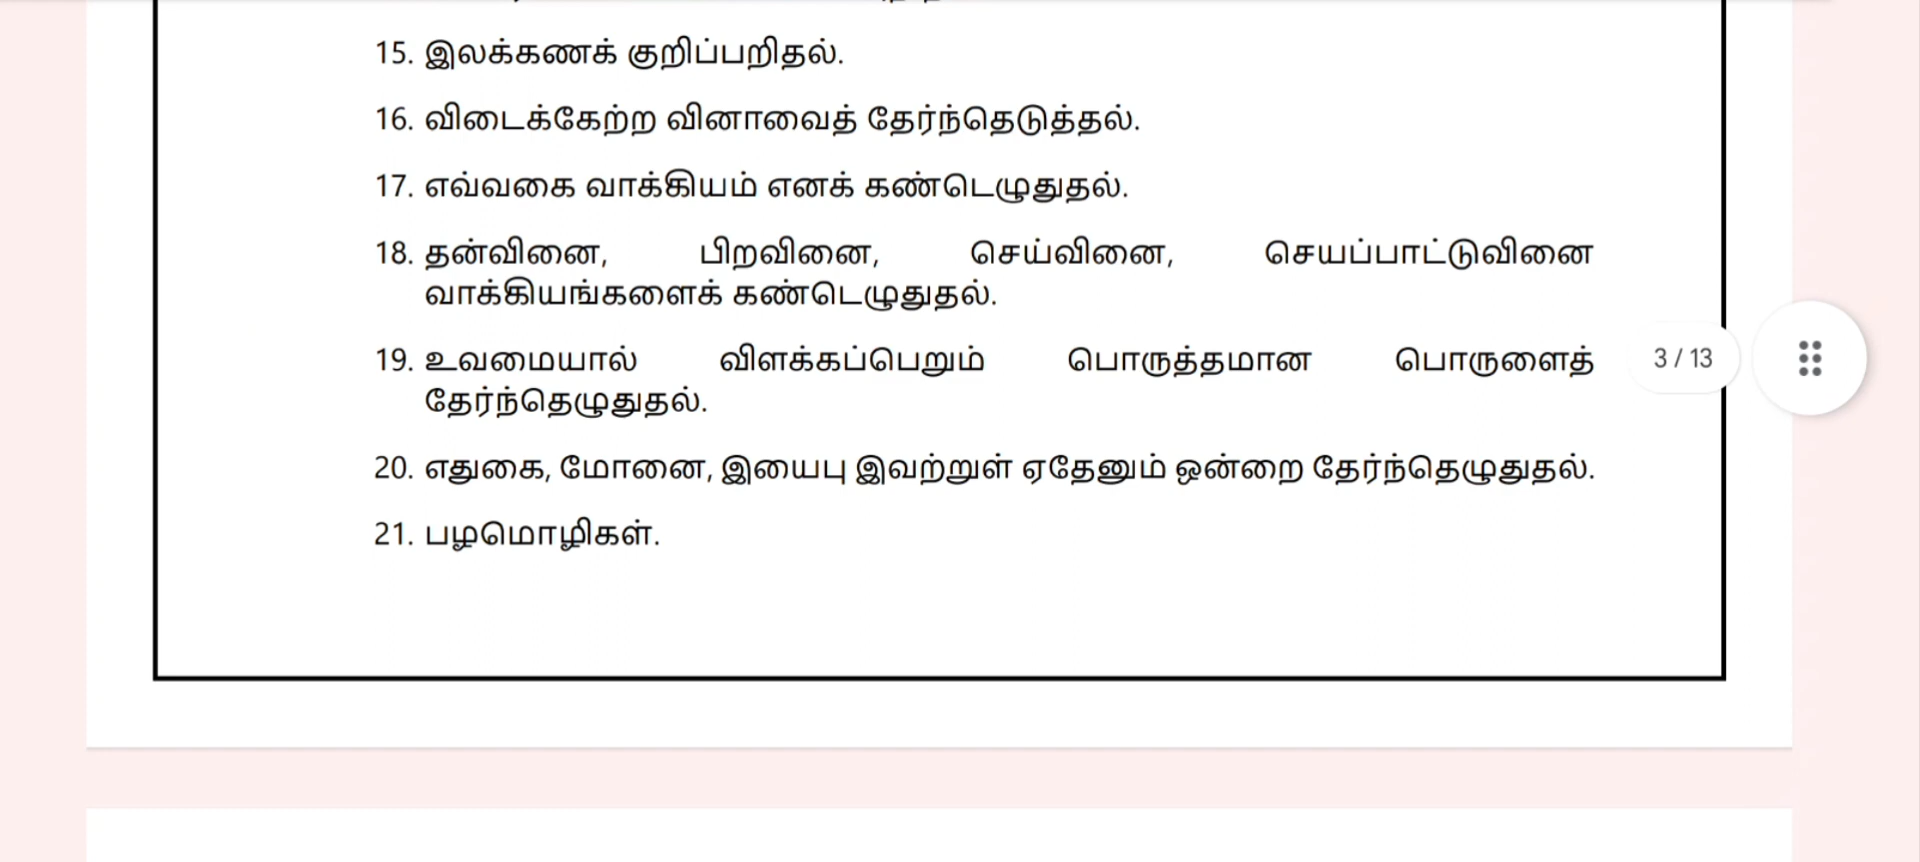 15. இலக்கணக் குறிப்பறிதல்.
16. விடைக்கேற்ற வினாவைத் தேர்ந்தெடுத்தல்.
17. எவ்வகை வாக்கியம் எனக் கண்டெழுதுதல்.
18. தன்வினை, பிறவினை, செய்வினை, செயப்பாட்டுவினை
வாக்கியங்களைக் கண்டெழுதுதல்.
19. உவமையால் விளக்கப்பெறும் பொருத்தமான பொருளைத்
தேர்ந்தெழுதுதல்.
3 / 13
20. எதுகை, மோனை, இயைபு இவற்றுள் ஏதேனும் ஒன்றை தேர்ந்தெழுதுதல்.
21. பழமொழிகள்.